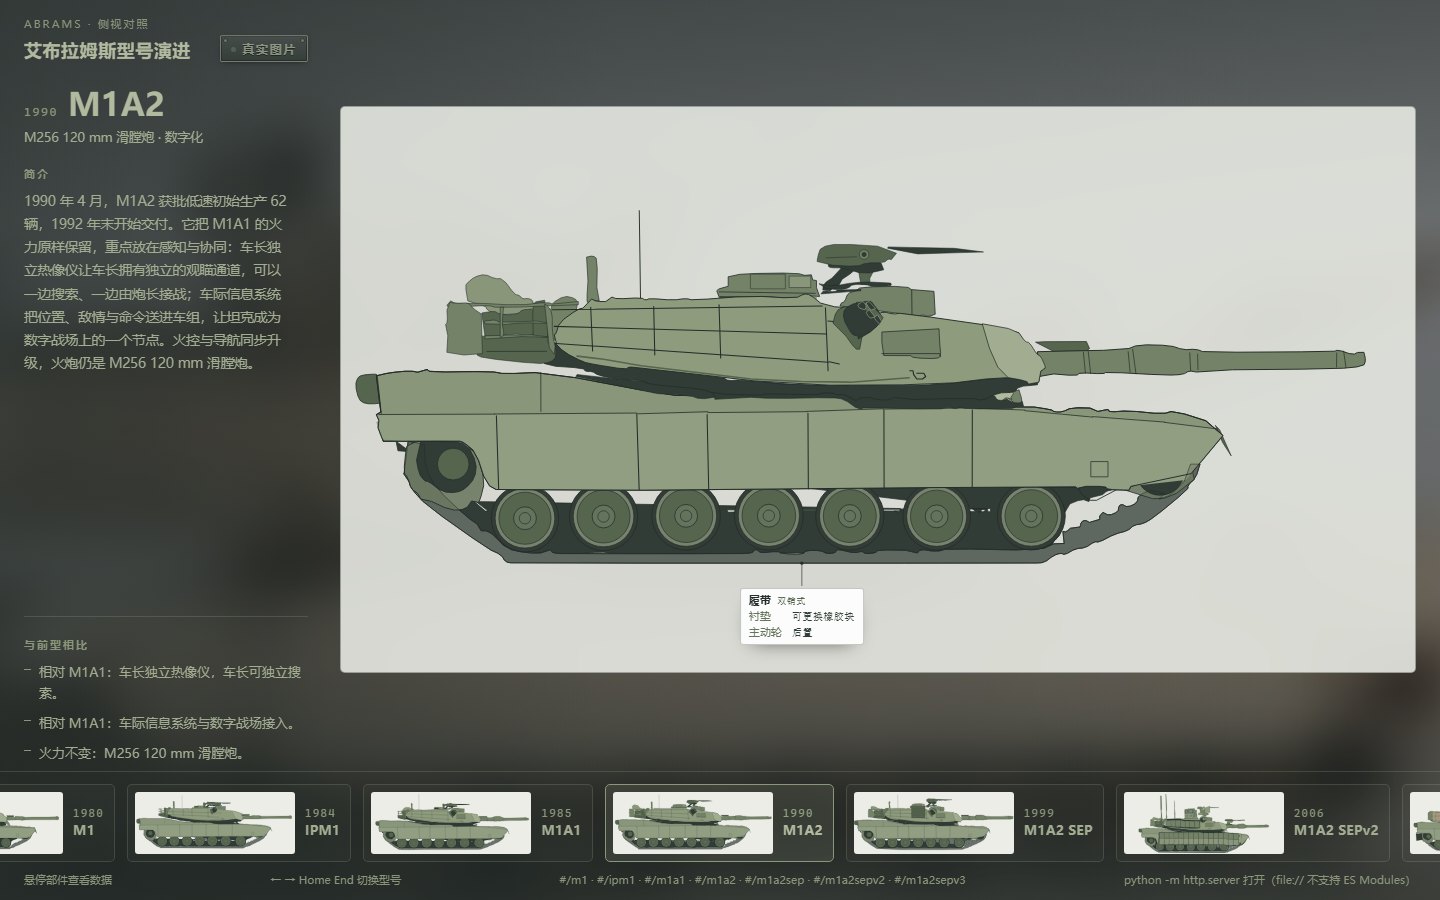 ABRAMS · 侧视对照
艾布拉姆斯型号演进
真实图片
1990 M1A2
M256 120 mm 滑膛炮 · 数字化
简介
1990 年 4 月，M1A2 获批低速初始生产 62
辆，1992 年末开始交付。它把 M1A1 的火
力原样保留，重点放在感知与协同：车长独
立热像仪让车长拥有独立的观瞄通道，可以
一边搜索、一边由炮长接战；车际信息系统
把位置、敌情与命令送进车组，让坦克成为
数字战场上的一个节点。火控与导航同步升
级，火炮仍是 M256 120 mm 滑膛炮。
履带 双销式
衬垫 可更换橡胶块
主动轮 后置
与前型相比
– 相对 M1A1：车长独立热像仪，车长可独立搜
索。
– 相对 M1A1：车际信息系统与数字战场接入。
– 火力不变：M256 120 mm 滑膛炮。
1980
M1
1984
IPM1
1985
M1A1
1990
M1A2
1999
M1A2 SEP
2006
M1A2 SEPv2
悬停部件查看数据
← → Home End 切换型号
#/m1 · #/ipm1 · #/m1a1 · #/m1a2 · #/m1a2sep · #/m1a2sepv2 · #/m1a2sepv3
python -m http.server 打开（file:// 不支持 ES Modules）